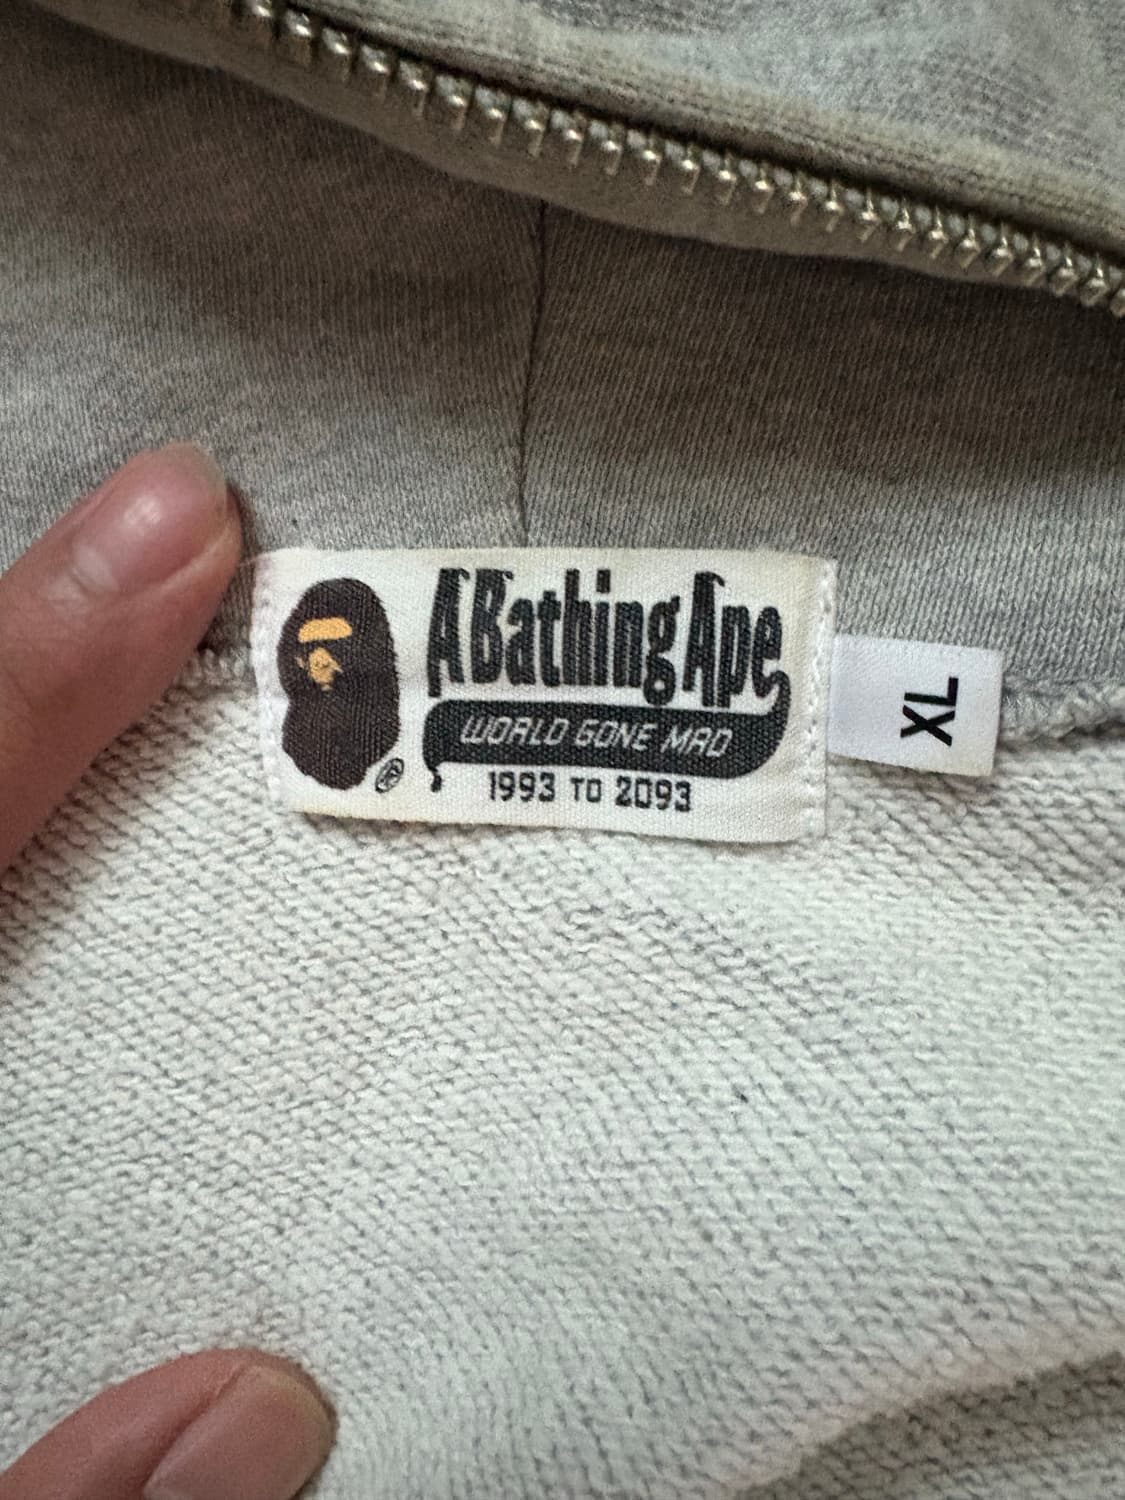 A Bathing Ape
WORLD GONE MAD
1993 TO 2093
XL